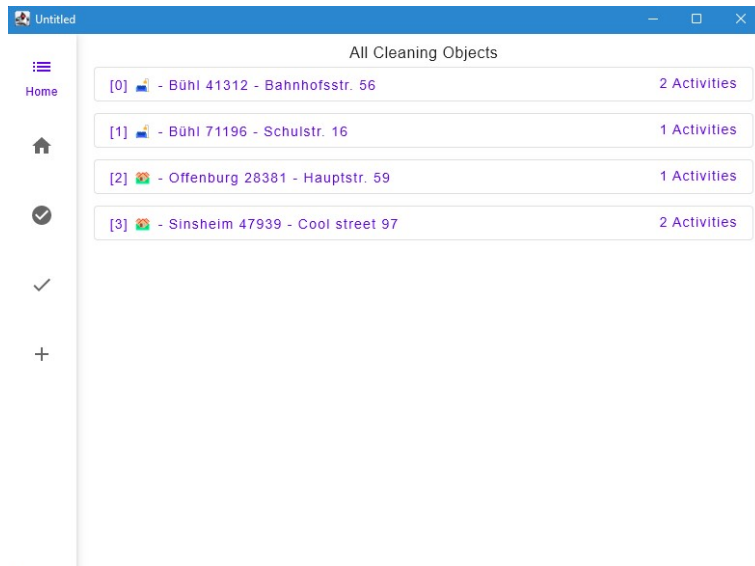 Untitled
Home
All Cleaning Objects
[0] 🛋️ - Bühl 41312 - Bahnhofsstr. 56 2 Activities
[1] 🛋️ - Bühl 71196 - Schulstr. 16 1 Activities
[2] 🏘️ - Offenburg 28381 - Hauptstr. 59 1 Activities
[3] 🏘️ - Sinsheim 47939 - Cool street 97 2 Activities